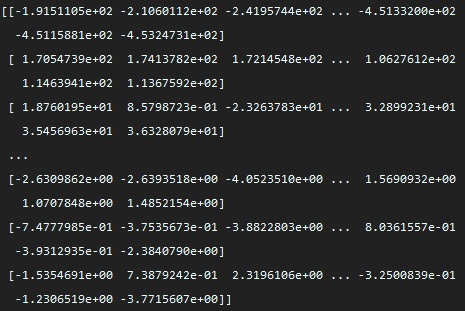 [[-1.9151105e+02 -2.1060112e+02 -2.4195744e+02 ... -4.5133200e+02
-4.5115881e+02 -4.5324731e+02]
[ 1.7054739e+02 1.7413782e+02 1.7214548e+02 ... 1.0627612e+02
1.1463941e+02 1.1367592e+02]
[ 1.8760195e+01 8.5798723e-01 -2.3263783e+01 ... 3.2899231e+01
3.5456963e+01 3.6328079e+01]
...
[-2.6309862e+00 -2.6393518e+00 -4.0523510e+00 ... 1.5690932e+00
1.0707848e+00 1.4852154e+00]
[-7.4777985e-01 -3.7535673e-01 -3.8822803e+00 ... 8.0361557e-01
-3.9312935e-01 -2.3840790e+00]
[-1.5354691e+00 7.3879242e-01 2.3196106e+00 ... -3.2500839e-01
-1.2306519e+00 -3.7715607e+00]]